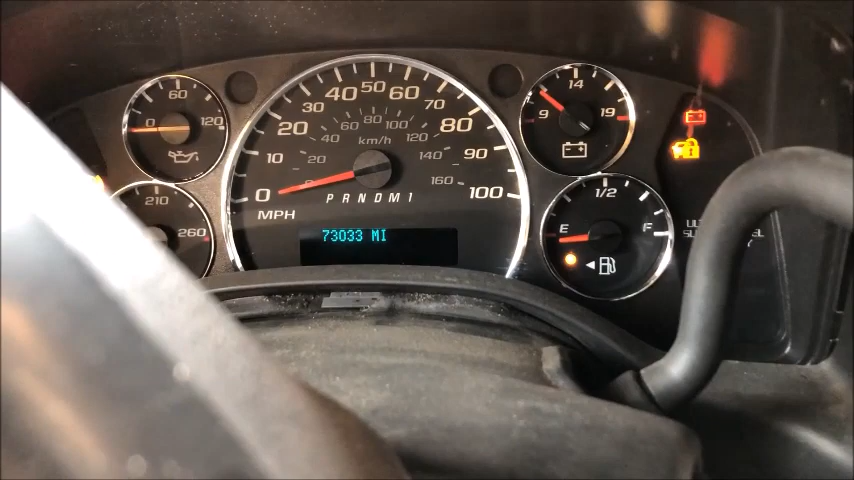 0 60 120
210 260
0 10 20 30 40 50 60 70 80 90 100
20 40 60 80 100 120 140 160
km/h
MPH
PRNDM1
73033 MI
9 14 19
E 1/2 F